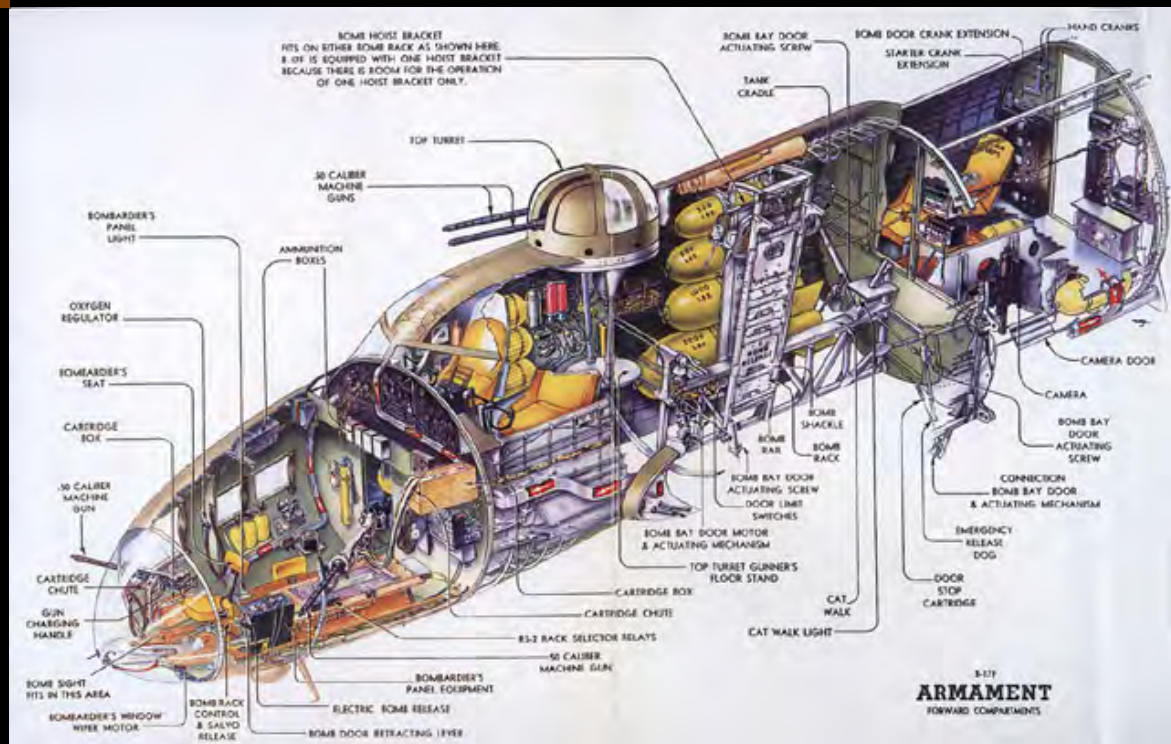 BOMB HOIST BRACKET
FITS ON EITHER BOMB RACK AS SHOWN HERE.
B-17F IS EQUIPPED WITH ONE HOIST BRACKET
BECAUSE THERE IS ROOM FOR THE OPERATION
OF ONE HOIST BRACKET ONLY.
BOMB BAY DOOR
ACTUATING SCREW
BOMB DOOR CRANK EXTENSION
HAND CRANKS
STARTER CRANK
EXTENSION
TANK
CRADLE
TOP TURRET
.50 CALIBER
MACHINE
GUNS
BOMBARDIER'S
PANEL
LIGHT
AMMUNITION
BOXES
OXYGEN
REGULATOR
BOMBARDIER'S
SEAT
CARTRIDGE
BOX
.50 CALIBER
MACHINE
GUN
CARTRIDGE
CHUTE
GUN
CHARGING
HANDLE
BOMB SIGHT
FITS IN THIS AREA
BOMBARDIER'S WINDOW
WIPER MOTOR
BOMB RACK
CONTROL
& SALVO
RELEASE
BOMB DOOR RETRACTING LEVER
ELECTRIC BOMB RELEASE
BOMBARDIER'S
PANEL EQUIPMENT
.50 CALIBER
MACHINE GUN
RS-2 RACK SELECTOR RELAYS
CARTRIDGE CHUTE
CARTRIDGE BOX
TOP TURRET GUNNER'S
FLOOR STAND
BOMB BAY DOOR MOTOR
& ACTUATING MECHANISM
DOOR LIMIT
SWITCHES
BOMB BAY DOOR
ACTUATING SCREW
BOMB
RAIL
BOMB
SHACKLE
BOMB
RACK
CAT
WALK
CAT WALK LIGHT
DOOR
STOP
CARTRIDGE
EMERGENCY
RELEASE
DOG
CONNECTION
BOMB BAY DOOR
& ACTUATING MECHANISM
BOMB BAY
DOOR
ACTUATING
SCREW
CAMERA
CAMERA DOOR
B-17F
ARMAMENT
FORWARD COMPARTMENTS